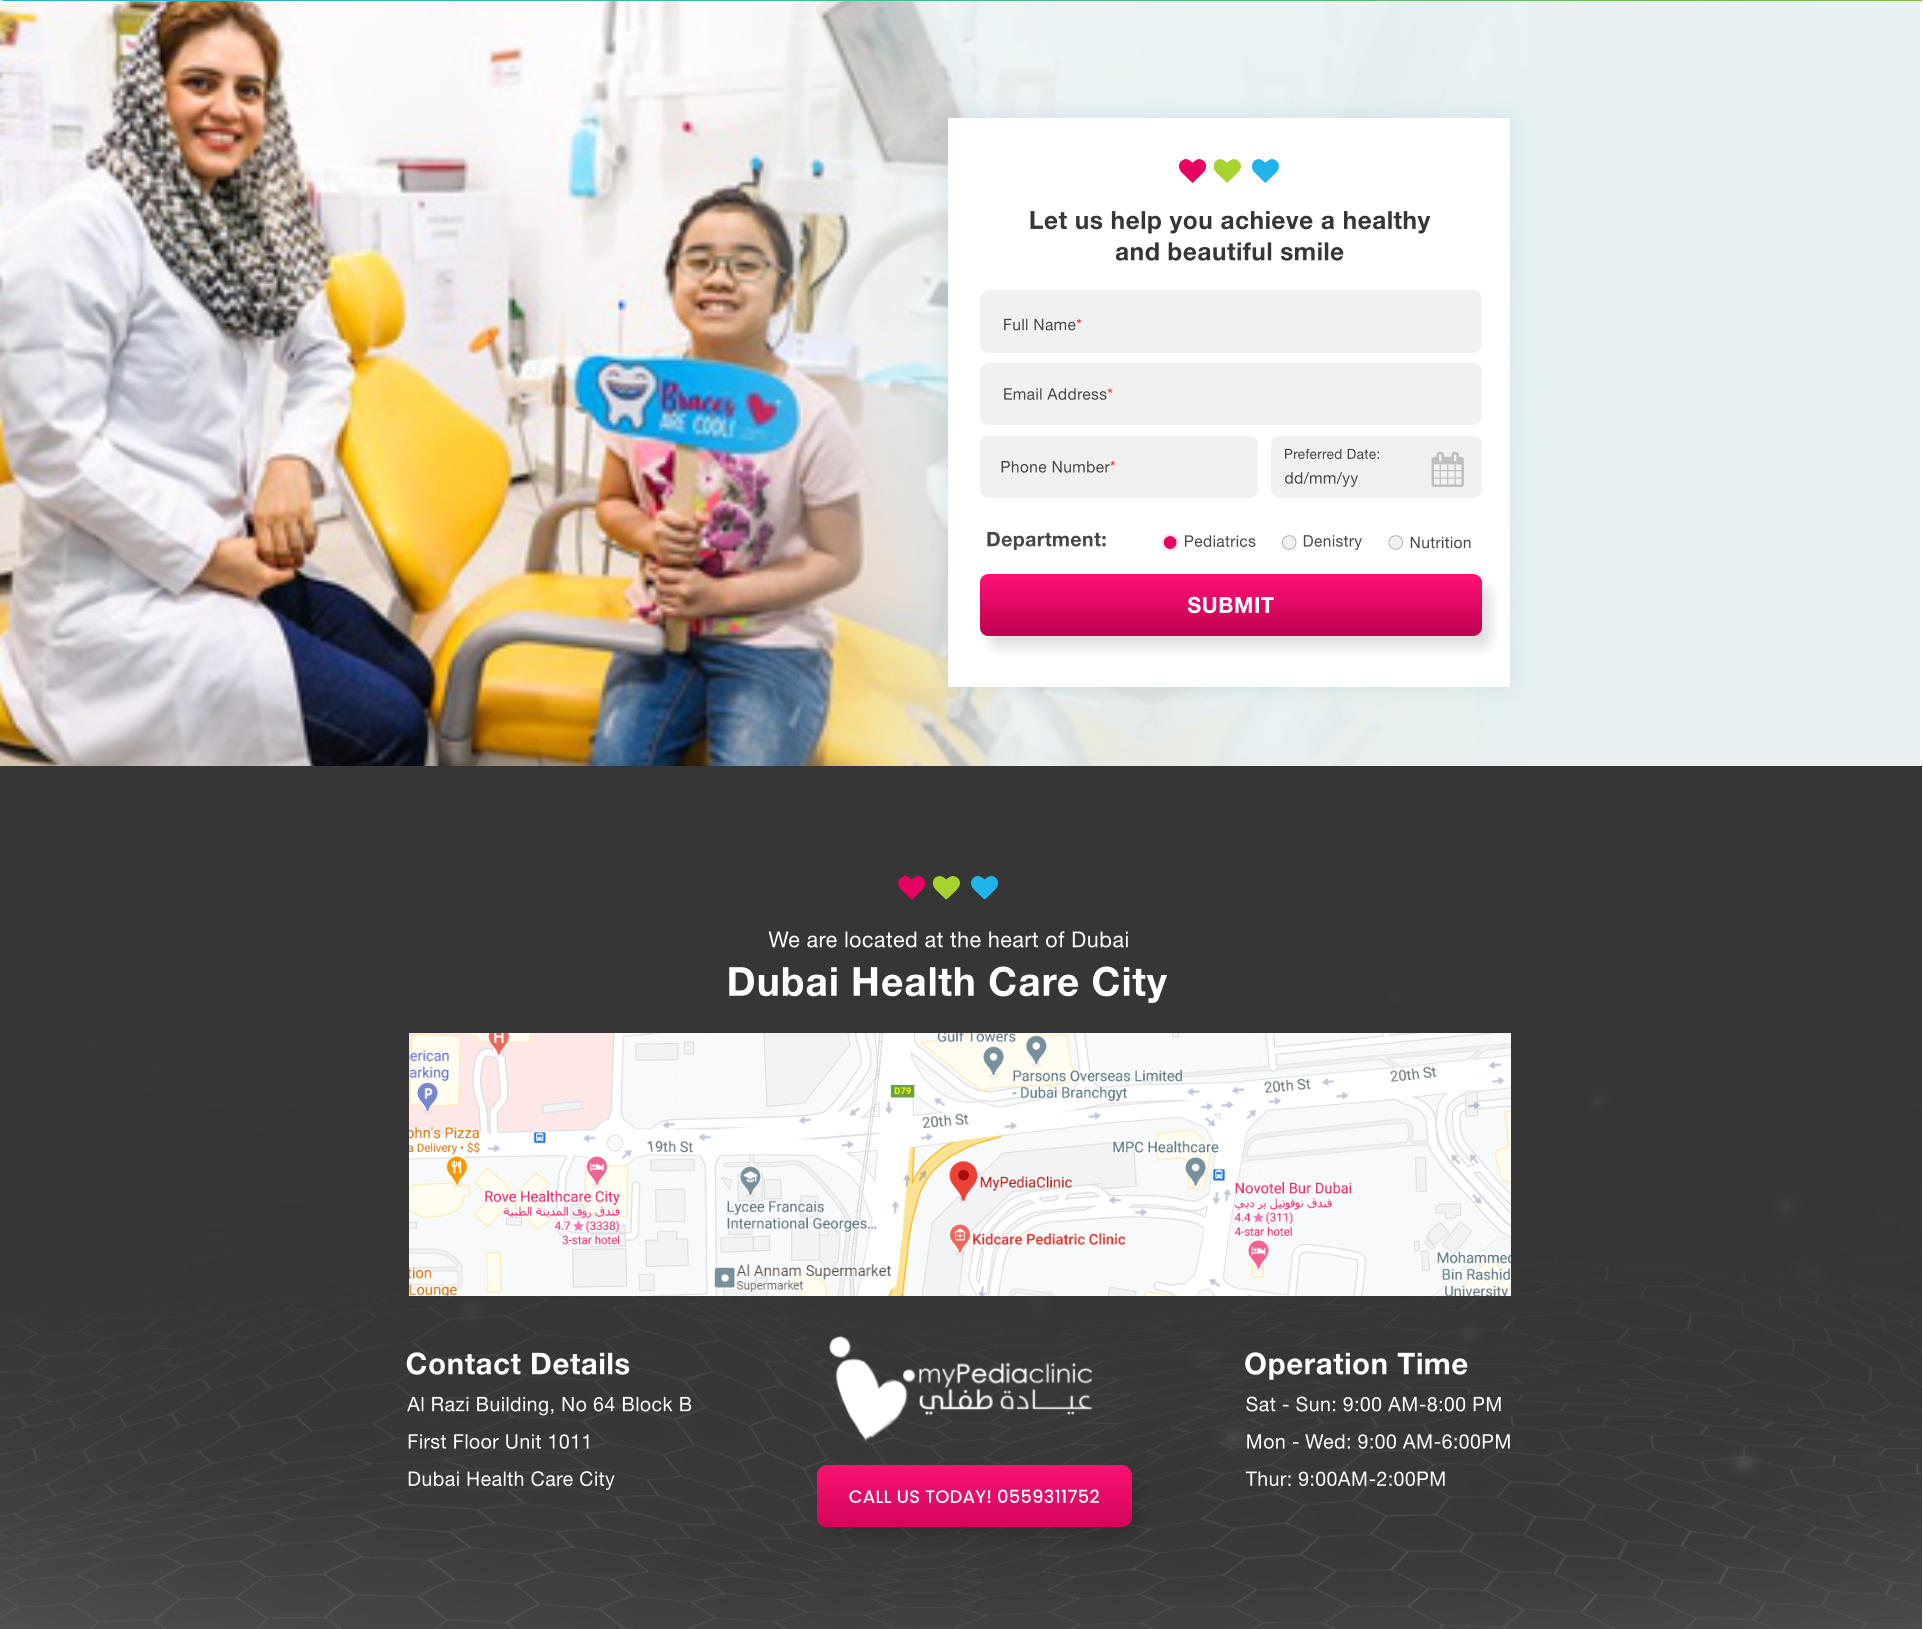 Braces
ARE COOL!
Let us help you achieve a healthy
and beautiful smile
Full Name*
Email Address*
Phone Number*
Preferred Date:
dd/mm/yy
Department:
Pediatrics
Denistry
Nutrition
SUBMIT
We are located at the heart of Dubai
Dubai Health Care City
H
Gulf Towers
erican
arking
P
Parsons Overseas Limited
- Dubai Branchgyt
20th St
20th St
D79
20th St
ohn's Pizza
a Delivery • $$
19th St
MPC Healthcare
MyPediaClinic
Rove Healthcare City
فندق روف المدينة الطبية
4.7 ★ (3338)
3-star hotel
Lycee Francais
International Georges...
Novotel Bur Dubai
فندق نوفوتيل بر دبي
4.4 ★ (311)
4-star hotel
Kidcare Pediatric Clinic
Al Annam Supermarket
Supermarket
Mohammed
Bin Rashid
University
tion
Lounge
Contact Details
Al Razi Building, No 64 Block B
First Floor Unit 1011
Dubai Health Care City
myPediaclinic
عيادة طفلي
CALL US TODAY! 0559311752
Operation Time
Sat - Sun: 9:00 AM-8:00 PM
Mon - Wed: 9:00 AM-6:00PM
Thur: 9:00AM-2:00PM